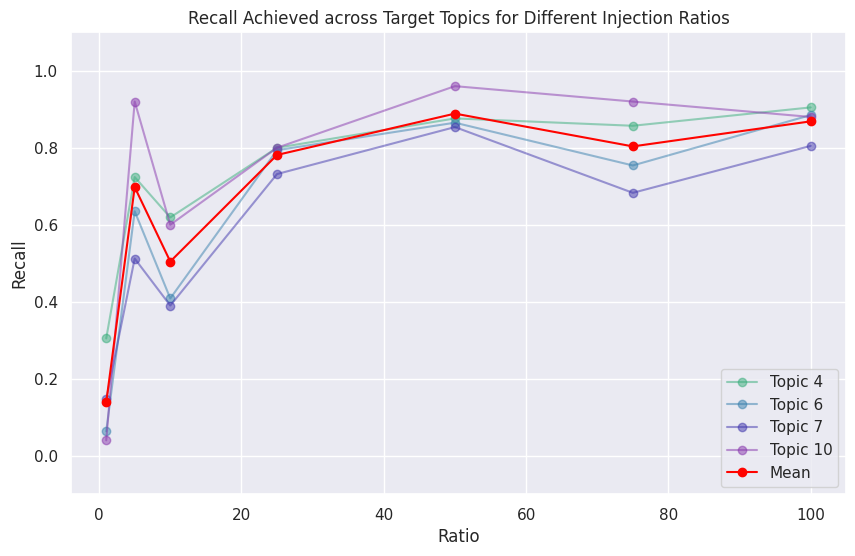 Recall Achieved across Target Topics for Different Injection Ratios
1.0
0.8
0.6
0.4
0.2
0.0
Recall
0 20 40 60 80 100
Ratio
Topic 4
Topic 6
Topic 7
Topic 10
Mean